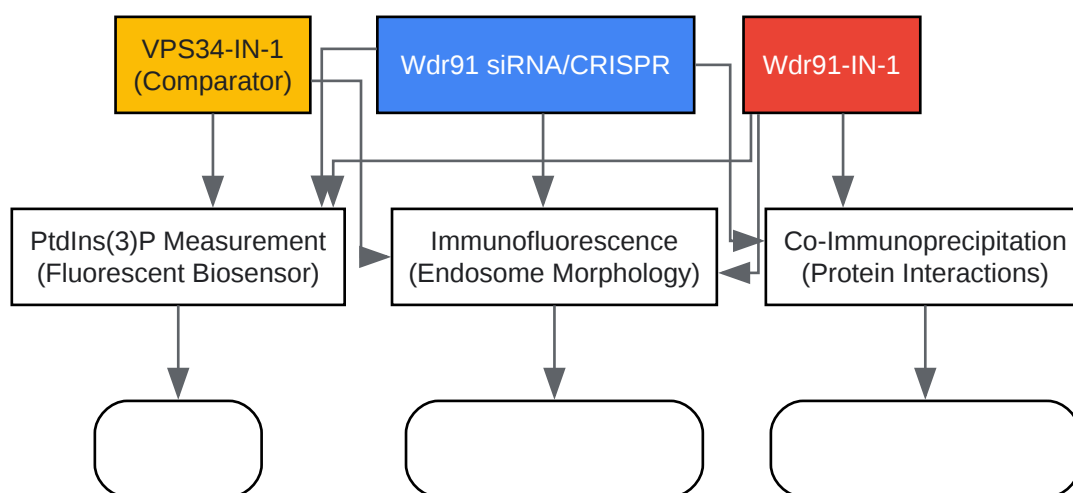 VPS34-IN-1
(Comparator)
Wdr91 siRNA/CRISPR
Wdr91-IN-1
PtdIns(3)P Measurement
(Fluorescent Biosensor)
Immunofluorescence
(Endosome Morphology)
Co-Immunoprecipitation
(Protein Interactions)